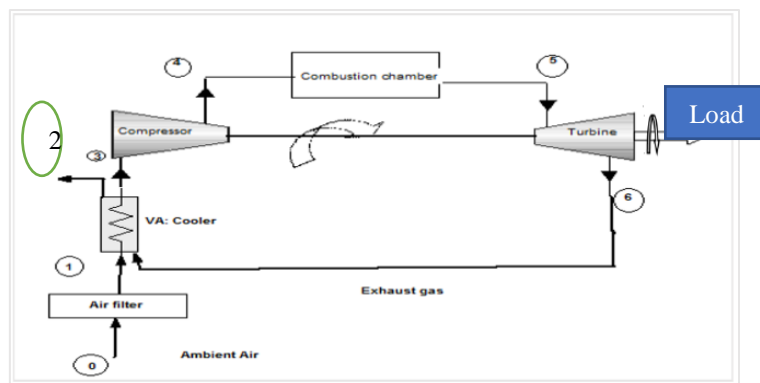 4
Combustion chamber
5
Load
Compressor
Turbine
2
3
6
VA: Cooler
1
Exhaust gas
Air filter
Ambient Air
0